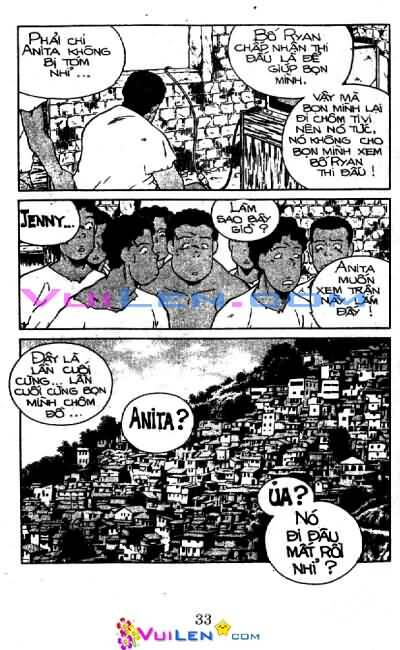 PHẢI CHI
ANITA KHÔNG
BỊ TÓM
NHỈ...
BỐ RYAN
CHẤP NHẬN THI
ĐẤU LÀ ĐỂ
GIÚP BỌN
MÌNH.
VẬY MÀ
BỌN MÌNH LẠI
ĐI CHÔM TIVI
NÊN NÓ TỨC,
NÓ KHÔNG CHO
BỌN MÌNH XEM
BỐ RYAN
THI ĐẤU!
JENNY...
LÀM
SAO BÂY
GIỜ?
ANITA
MUỐN
XEM TRẬN
NÀY LẮM
ĐẤY!
VUILEN.COM
ĐÂY LÀ
LẦN CUỐI
CÙNG... LẦN
CUỐI CÙNG BỌN
MÌNH CHÔM
ĐỒ...
ANITA?
ỦA?
NÓ
ĐI ĐÂU
MẤT RỒI
NHỈ?
33
VUILEN.COM